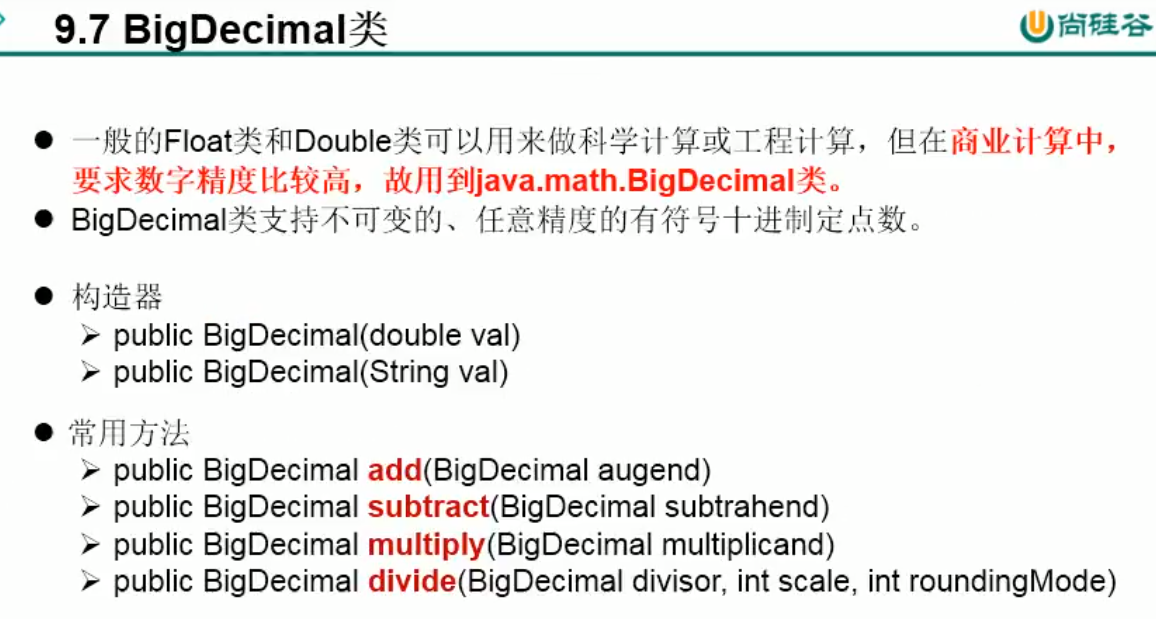 9.7 BigDecimal类
尚硅谷
● 一般的Float类和Double类可以用来做科学计算或工程计算，但在商业计算中，
要求数字精度比较高，故用到java.math.BigDecimal类。
● BigDecimal类支持不可变的、任意精度的有符号十进制定点数。
● 构造器
➢ public BigDecimal(double val)
➢ public BigDecimal(String val)
● 常用方法
➢ public BigDecimal add(BigDecimal augend)
➢ public BigDecimal subtract(BigDecimal subtrahend)
➢ public BigDecimal multiply(BigDecimal multiplicand)
➢ public BigDecimal divide(BigDecimal divisor, int scale, int roundingMode)